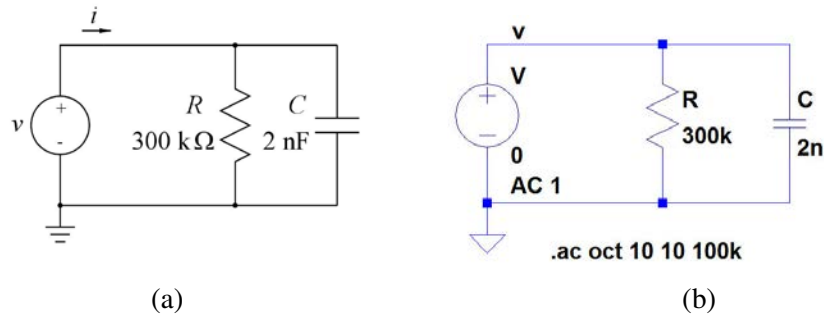 i
v
+
-
R
300 kΩ
C
2 nF
(a)
v
V
+
−
0
AC 1
R
300k
C
2n
.ac oct 10 10 100k
(b)